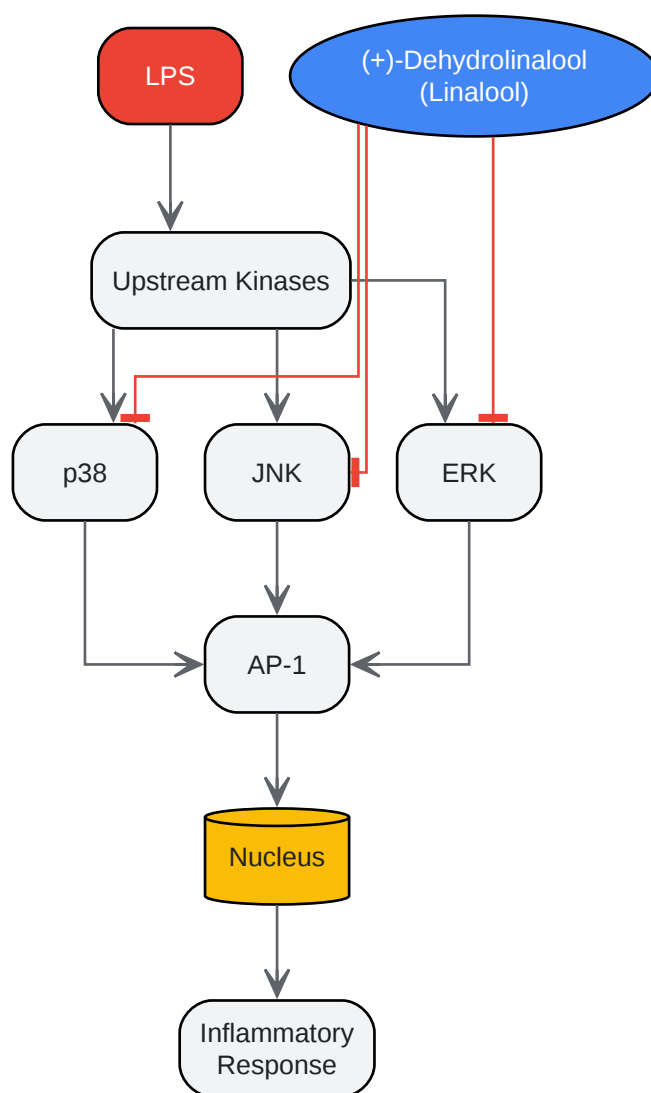 LPS
(+)-Dehydrolinalool
(Linalool)
Upstream Kinases
p38
JNK
ERK
AP-1
Nucleus
Inflammatory
Response